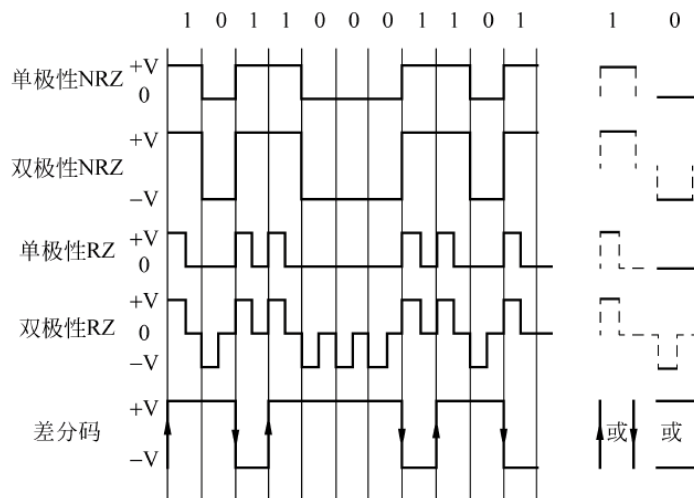 1 0 1 1 0 0 0 1 1 0 1 1 0
单极性NRZ +V 0
双极性NRZ +V −V
单极性RZ +V 0
双极性RZ +V 0 −V
差分码 +V −V 或 或